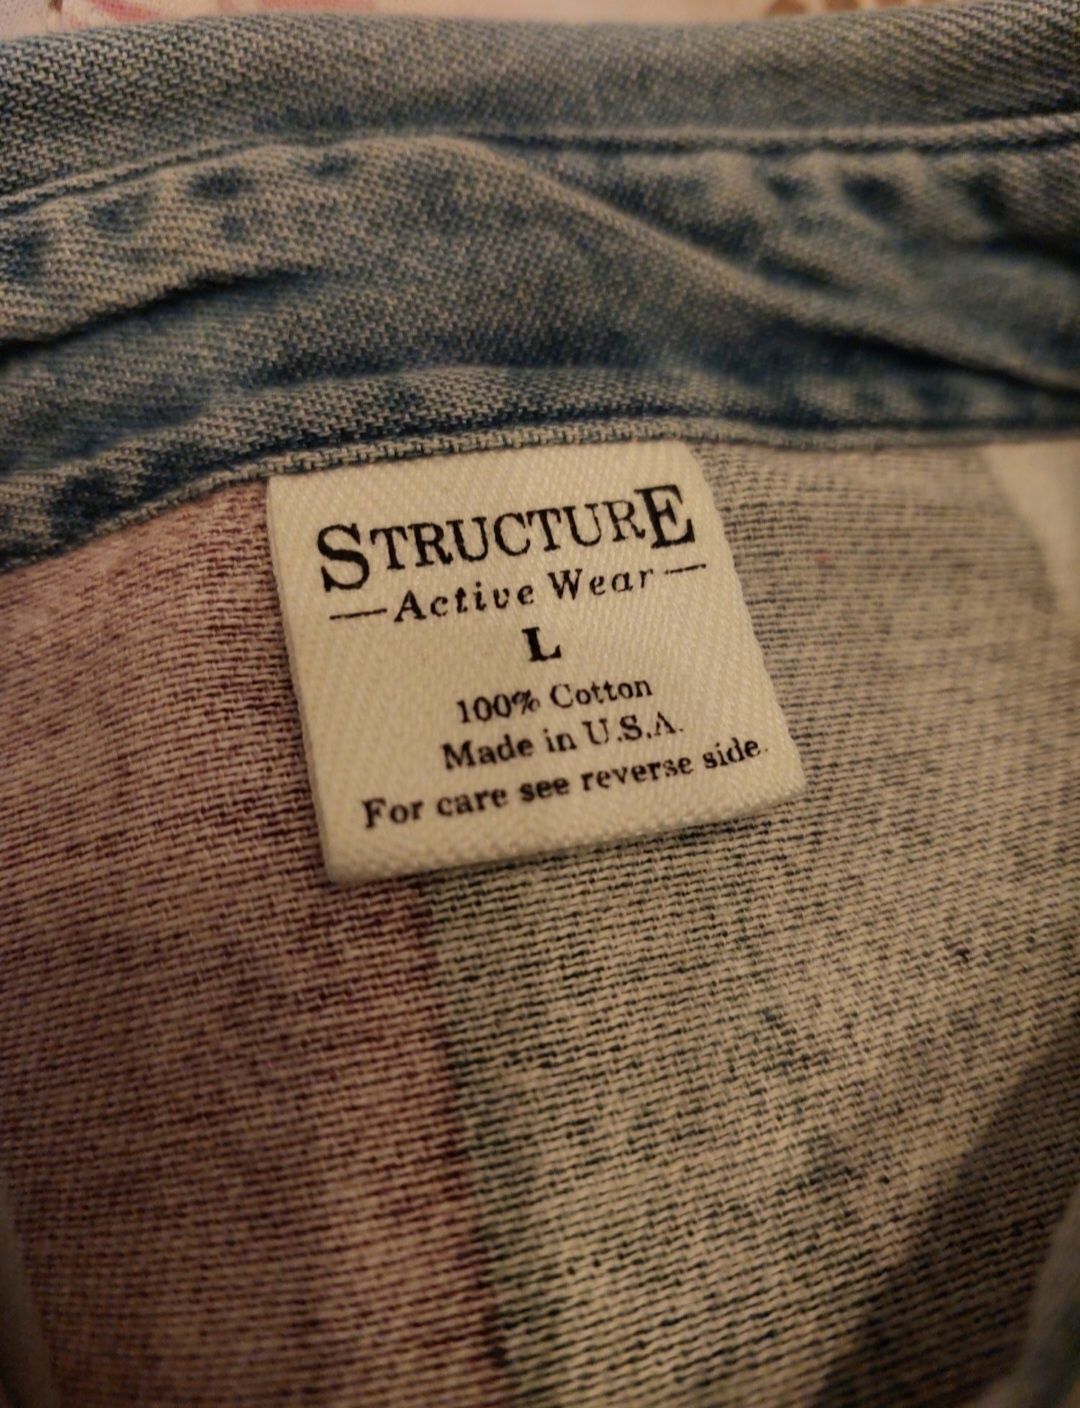 STRUCTURE
Active Wear
L
100% Cotton
Made in U.S.A.
For care see reverse side.